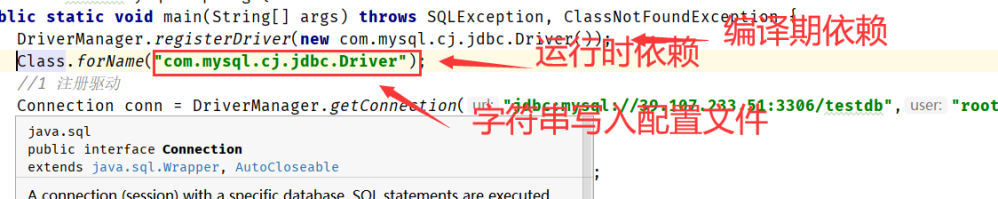 public static void main(String[] args) throws SQLException, ClassNotFoundException {
DriverManager.registerDriver(new com.mysql.cj.jdbc.Driver());
编译期依赖
Class.forName("com.mysql.cj.jdbc.Driver");
运行时依赖
//1 注册驱动
Connection conn = DriverManager.getConnection( url: "jdbc:mysql://39.107.233.51:3306/testdb", user: "root
字符串写入配置文件
java.sql
public interface Connection
extends java.sql.Wrapper, AutoCloseable
;
A connection (session) with a specific database. SQL statements are executed